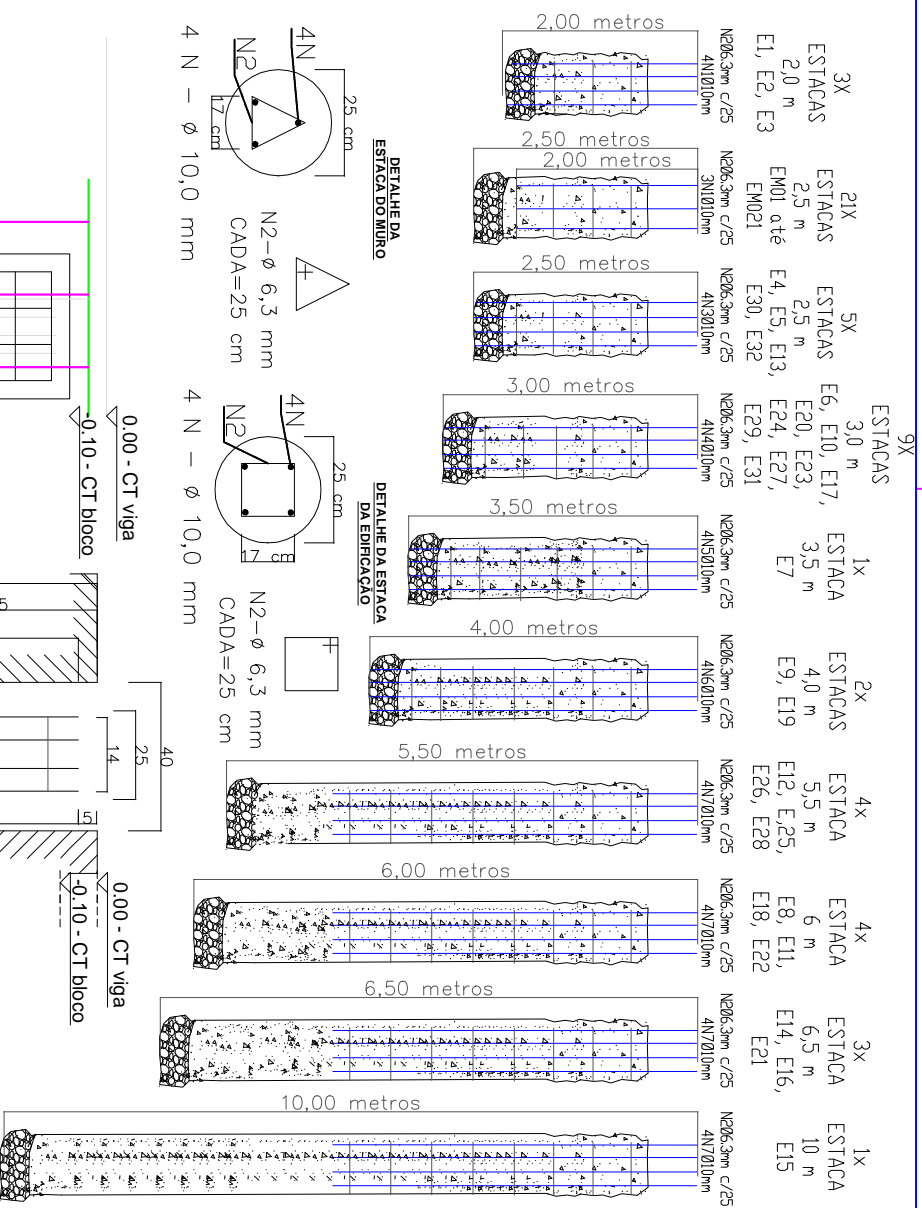 3X
ESTACAS
2,0 m
E1, E2, E3
N2Ø6.3mm c/25
4N1Ø10mm
2,00 metros
21X
ESTACAS
2,5 m
EM01 até
EM021
N2Ø6.3mm c/25
3N1Ø10mm
2,50 metros
2,00 metros
5X
ESTACAS
2,5 m
E4, E5, E13,
E30, E32
N2Ø6.3mm c/25
4N3Ø10mm
2,50 metros
9X
ESTACAS
3,0 m
E6, E10, E17,
E20, E23,
E24, E27,
E29, E31
N2Ø6.3mm c/25
4N4Ø10mm
3,00 metros
1x
ESTACA
3,5 m
E7
N2Ø6.3mm c/25
4N5Ø10mm
3,50 metros
2x
ESTACAS
4,0 m
E9, E19
N2Ø6.3mm c/25
4N6Ø10mm
4,00 metros
4x
ESTACA
5,5 m
E12, E,25,
E26, E28
N2Ø6.3mm c/25
4N7Ø10mm
5,50 metros
4x
ESTACA
6 m
E8, E11,
E18, E22
N2Ø6.3mm c/25
4N7Ø10mm
6,00 metros
3x
ESTACA
6,5 m
E14, E16,
E21
N2Ø6.3mm c/25
4N7Ø10mm
6,50 metros
1x
ESTACA
10 m
E15
N2Ø6.3mm c/25
4N7Ø10mm
10,00 metros
DETALHE DA
ESTACA DO MURO
25 cm
4N
N2
17 cm
4 N - ø 10,0 mm
N2-ø 6,3 mm
CADA=25 cm
DETALHE DA ESTACA
DA EDIFICAÇÃO
25 cm
4N
N2
17 cm
4 N - ø 10,0 mm
N2-ø 6,3 mm
CADA=25 cm
0.00 - CT viga
-0.10 - CT bloco
40
25
14
5
5
0.00 - CT viga
-0.10 - CT bloco